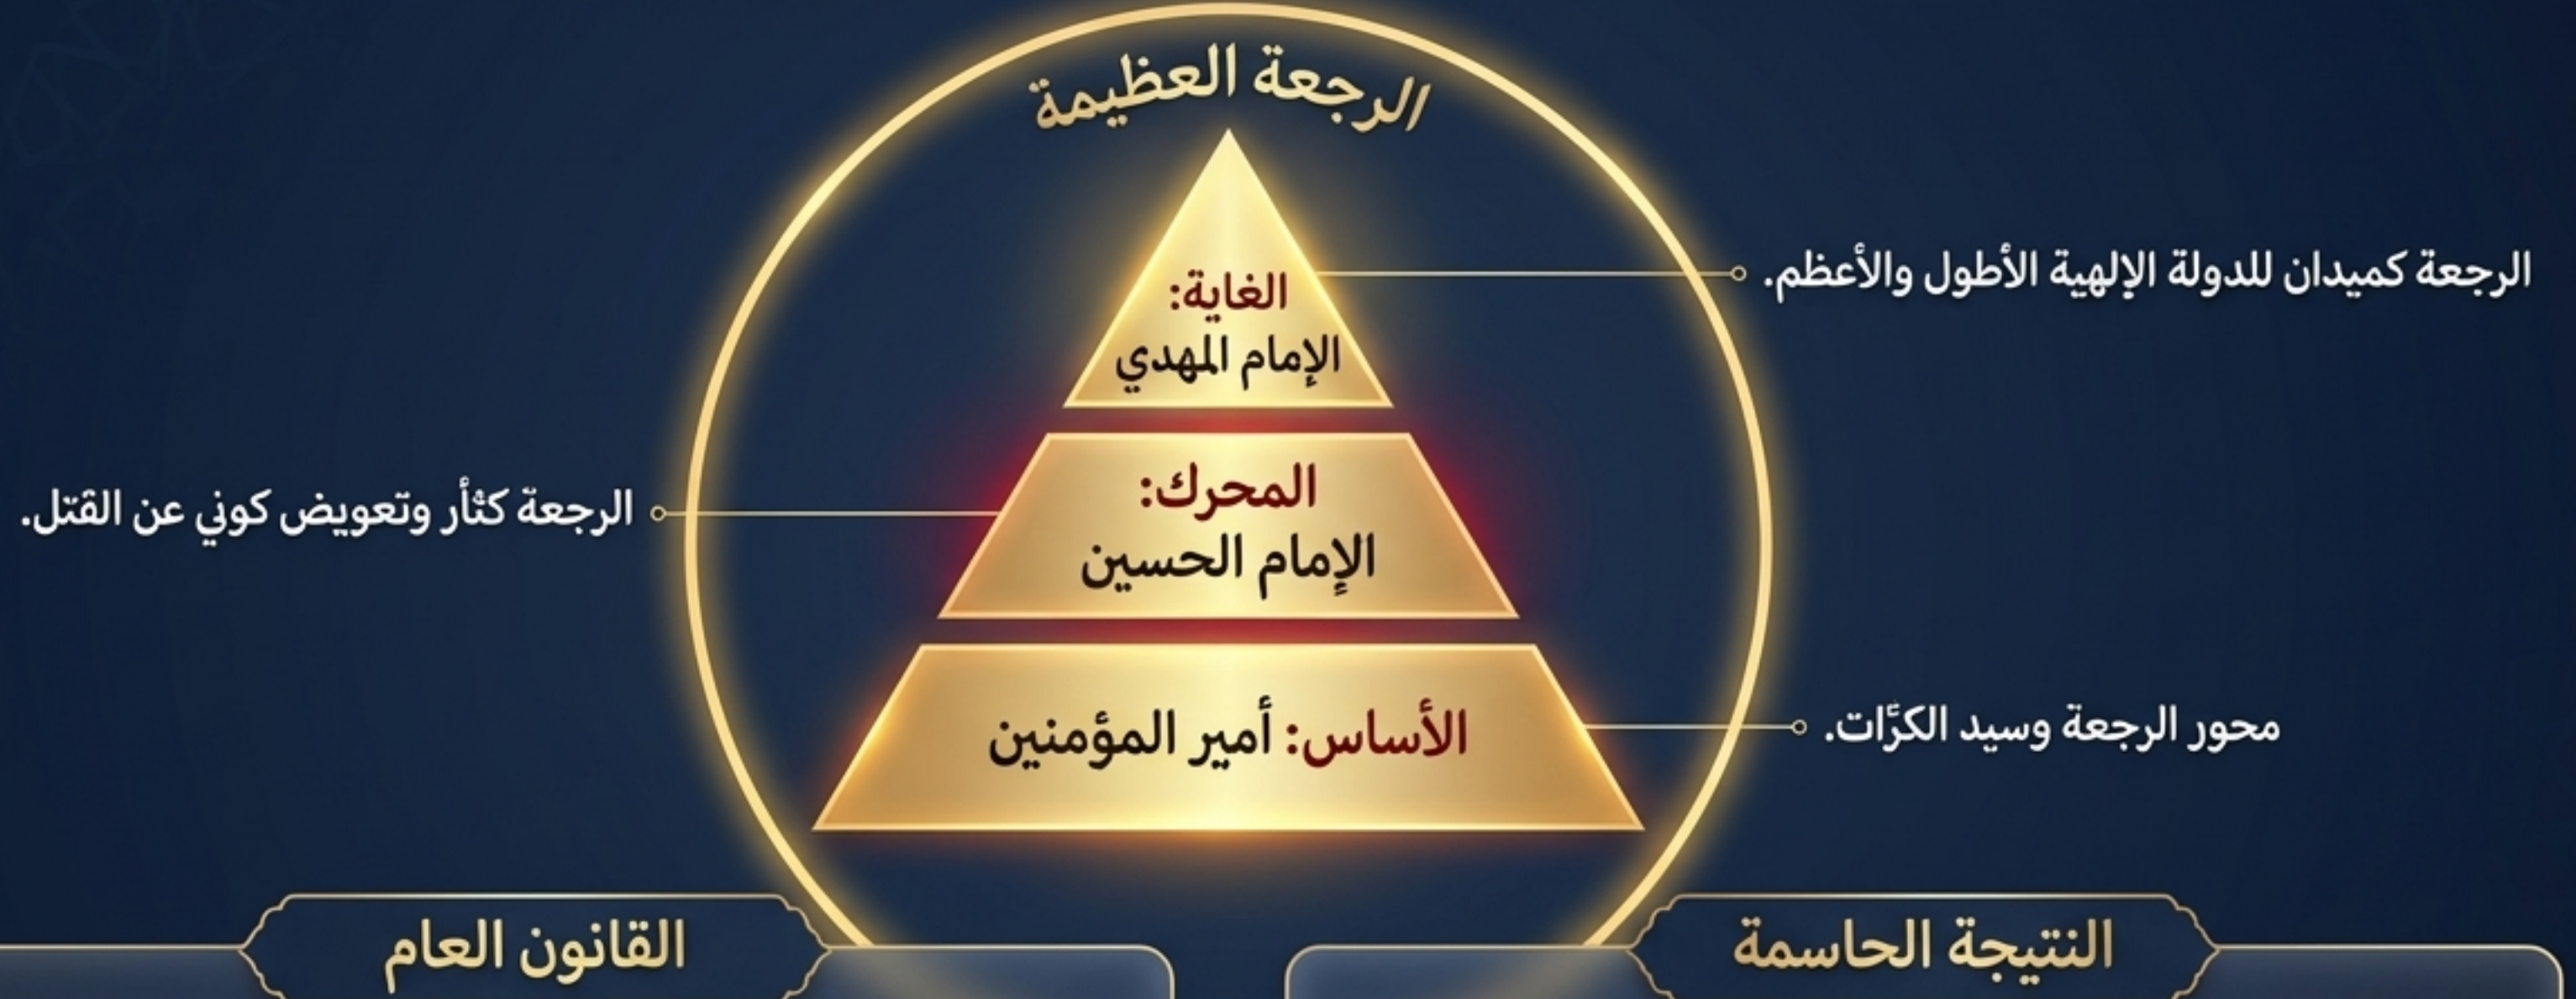 الرجعة العظيمة
الغاية:
الإمام المهدي
الرجعة كميدان للدولة الإلهية الأطول والأعظم.
المحرك:
الإمام الحسين
الرجعة كثأر وتعويض كوني عن القتل.
الأساس: أمير المؤمنين
محور الرجعة وسيد الكرّات.
النتيجة الحاسمة
القانون العام